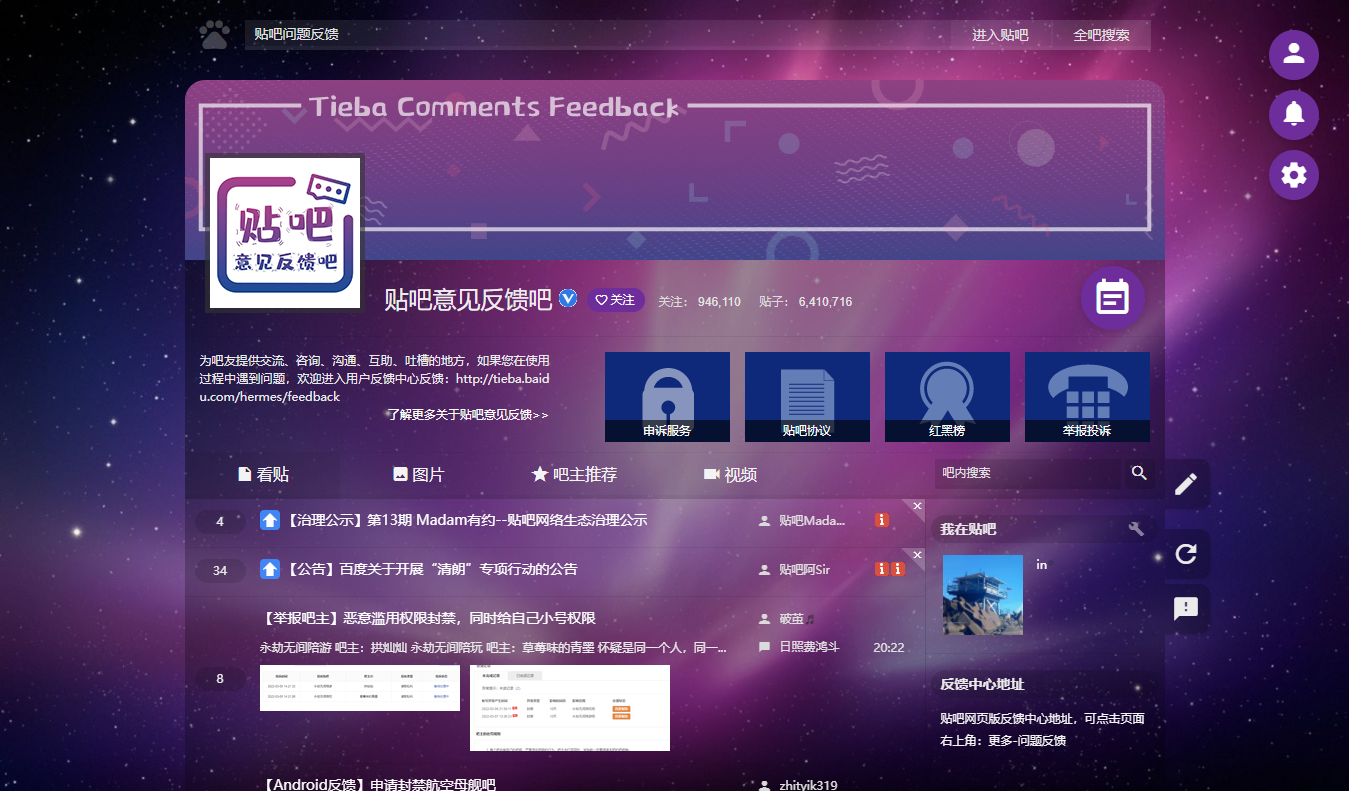 贴吧问题反馈
进入贴吧
全吧搜索
Tieba Comments Feedback
贴吧
意见反馈吧
贴吧意见反馈吧
关注
关注： 946,110
贴子： 6,410,716
为吧友提供交流、咨询、沟通、互助、吐槽的地方，如果您在使用
过程中遇到问题，欢迎进入用户反馈中心反馈：http://tieba.baid
u.com/hermes/feedback
了解更多关于贴吧意见反馈>>
申诉服务
贴吧协议
红黑榜
举报投诉
看贴
图片
吧主推荐
视频
吧内搜索
4
【治理公示】第13期 Madam有约--贴吧网络生态治理公示
贴吧Mada...
34
【公告】百度关于开展“清朗”专项行动的公告
贴吧阿Sir
8
【举报吧主】恶意滥用权限封禁，同时给自己小号权限
破茧
永劫无间陪游 吧主：拱灿灿 永劫无间陪玩 吧主：草莓味的青墨 怀疑是同一个人，同一...
日照裴鸿斗
20:22
【Android反馈】申请封禁航空母舰吧
zhityik319
我在贴吧
in
反馈中心地址
贴吧网页版反馈中心地址，可点击页面
右上角：更多-问题反馈